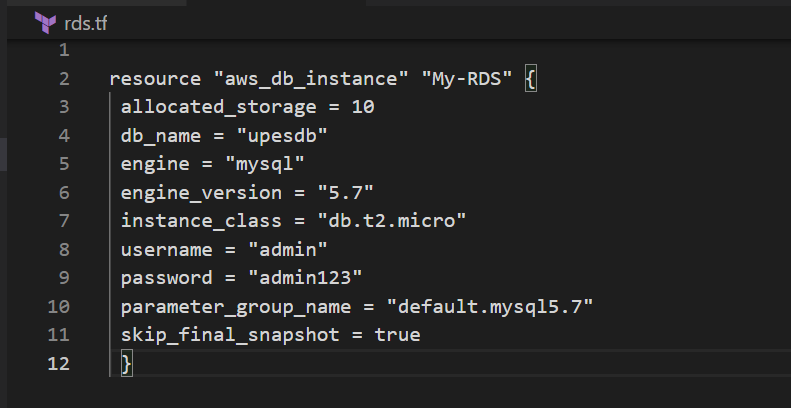 rds.tf
1
2 resource "aws_db_instance" "My-RDS" {
3 allocated_storage = 10
4 db_name = "upesdb"
5 engine = "mysql"
6 engine_version = "5.7"
7 instance_class = "db.t2.micro"
8 username = "admin"
9 password = "admin123"
10 parameter_group_name = "default.mysql5.7"
11 skip_final_snapshot = true
12 }